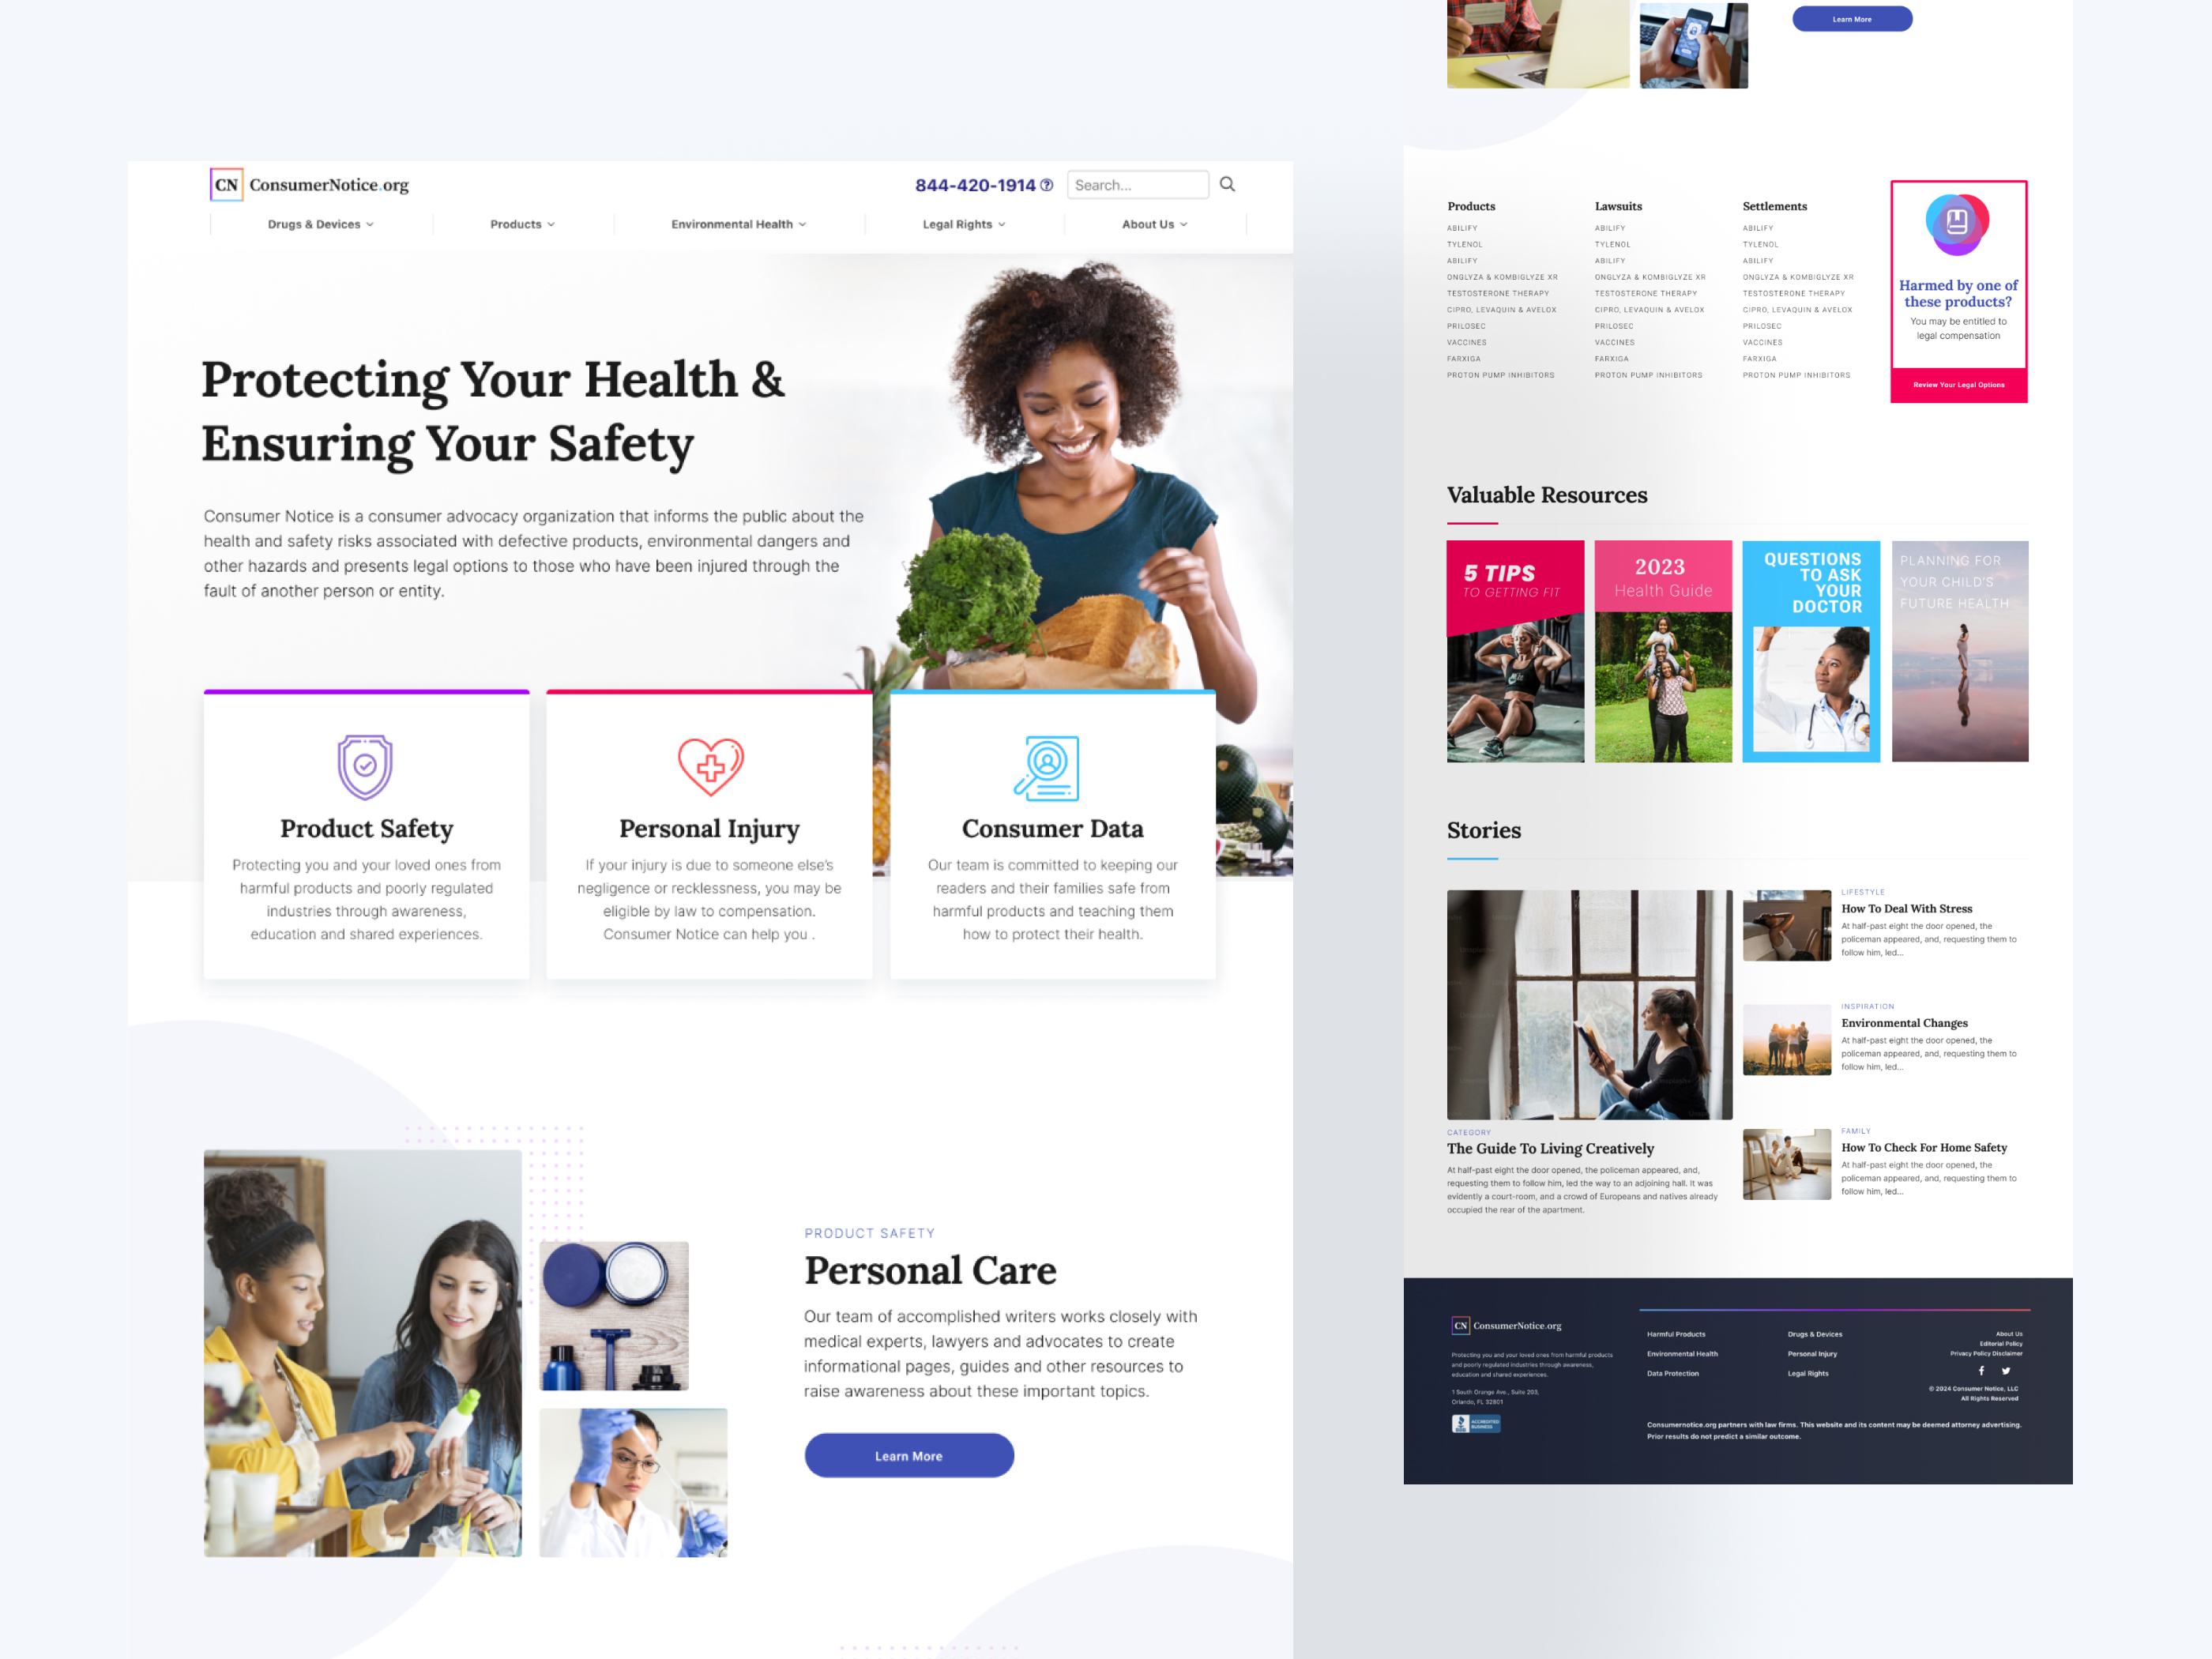 CN ConsumerNotice.org
844-420-1914
Search...
Drugs & Devices
Products
Environmental Health
Legal Rights
About Us
Protecting Your Health &
Ensuring Your Safety
Consumer Notice is a consumer advocacy organization that informs the public about the
health and safety risks associated with defective products, environmental dangers and
other hazards and presents legal options to those who have been injured through the
fault of another person or entity.
Product Safety
Protecting you and your loved ones from
harmful products and poorly regulated
industries through awareness,
education and shared experiences.
Personal Injury
If your injury is due to someone else's
negligence or recklessness, you may be
eligible by law to compensation.
Consumer Notice can help you .
Consumer Data
Our team is committed to keeping our
readers and their families safe from
harmful products and teaching them
how to protect their health.
PRODUCT SAFETY
Personal Care
Our team of accomplished writers works closely with
medical experts, lawyers and advocates to create
informational pages, guides and other resources to
raise awareness about these important topics.
Learn More
Learn More
Products
ABILIFY
TYLENOL
ABILIFY
ONGLYZA & KOMBIGLYZE XR
TESTOSTERONE THERAPY
CIPRO, LEVAQUIN & AVELOX
PRILOSEC
VACCINES
FARXIGA
PROTON PUMP INHIBITORS
Lawsuits
ABILIFY
TYLENOL
ABILIFY
ONGLYZA & KOMBIGLYZE XR
TESTOSTERONE THERAPY
CIPRO, LEVAQUIN & AVELOX
PRILOSEC
VACCINES
FARXIGA
PROTON PUMP INHIBITORS
Settlements
ABILIFY
TYLENOL
ABILIFY
ONGLYZA & KOMBIGLYZE XR
TESTOSTERONE THERAPY
CIPRO, LEVAQUIN & AVELOX
PRILOSEC
VACCINES
FARXIGA
PROTON PUMP INHIBITORS
Harmed by one of
these products?
You may be entitled to
legal compensation
Review Your Legal Options
Valuable Resources
5 TIPS
TO GETTING FIT
2023
Health Guide
QUESTIONS
TO ASK
YOUR
DOCTOR
PLANNING FOR
YOUR CHILD'S
FUTURE HEALTH
Stories
CATEGORY
The Guide To Living Creatively
At half-past eight the door opened, the policeman appeared, and,
requesting them to follow him, led the way to an adjoining hall. It was
evidently a court-room, and a crowd of Europeans and natives already
occupied the rear of the apartment.
LIFESTYLE
How To Deal With Stress
At half-past eight the door opened, the
policeman appeared, and, requesting them to
follow him, led...
INSPIRATION
Environmental Changes
At half-past eight the door opened, the
policeman appeared, and, requesting them to
follow him, led...
FAMILY
How To Check For Home Safety
At half-past eight the door opened, the
policeman appeared, and, requesting them to
follow him, led...
CN ConsumerNotice.org
Protecting you and your loved ones from harmful products
and poorly regulated industries through awareness,
education and shared experiences.
1 South Orange Ave., Suite 203,
Orlando, FL 32801
BBB ACCREDITED
BUSINESS
Harmful Products
Environmental Health
Data Protection
Drugs & Devices
Personal Injury
Legal Rights
About Us
Editorial Policy
Privacy Policy Disclaimer
© 2024 Consumer Notice, LLC
All Rights Reserved
Consumernotice.org partners with law firms. This website and its content may be deemed attorney advertising.
Prior results do not predict a similar outcome.